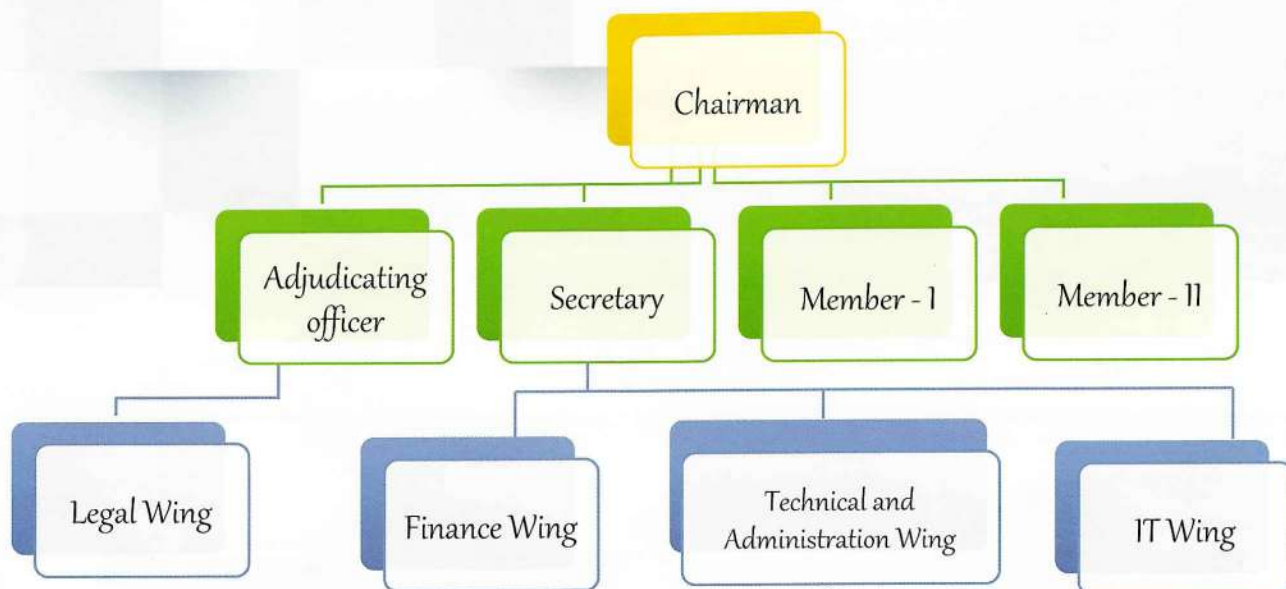 Chairman
Adjudicating
officer
Secretary
Member - I
Member - II
Legal Wing
Finance Wing
Technical and
Administration Wing
IT Wing